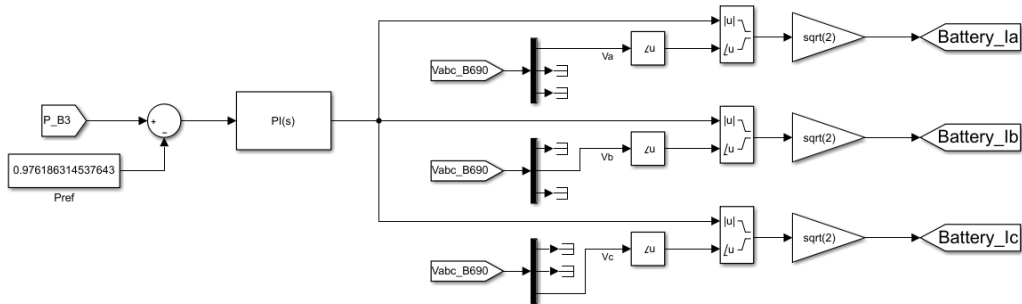 |u|
∠u
sqrt(2)
Battery_Ia
Vabc_B690
Va
∠u
P_B3
+
−
PI(s)
|u|
∠u
sqrt(2)
Battery_Ib
Vabc_B690
Vb
∠u
0.976186314537643
Pref
|u|
∠u
sqrt(2)
Battery_Ic
Vabc_B690
Vc
∠u